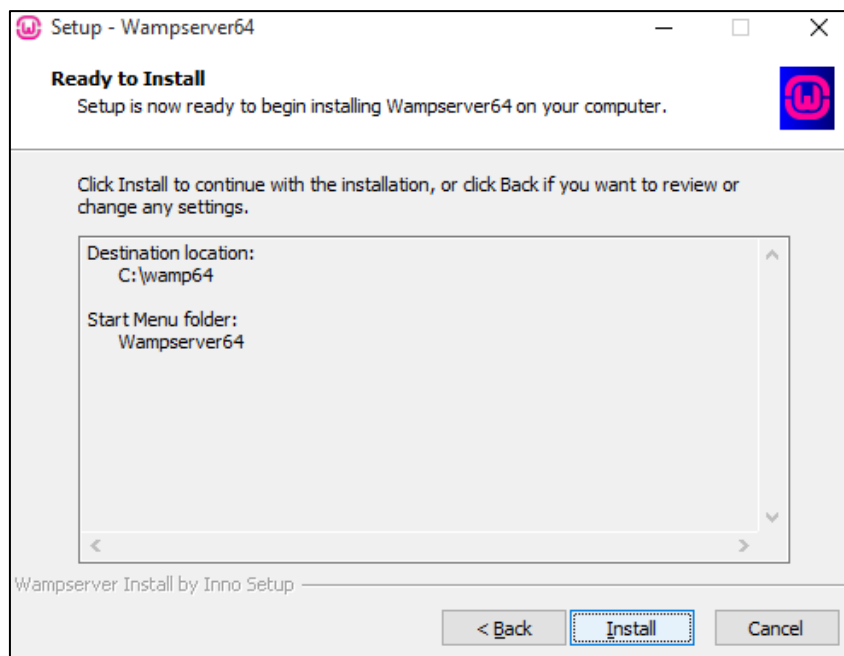 Setup - Wampserver64
Ready to Install
Setup is now ready to begin installing Wampserver64 on your computer.
Click Install to continue with the installation, or click Back if you want to review or
change any settings.
Destination location:
C:\wamp64
Start Menu folder:
Wampserver64
Wampserver Install by Inno Setup
< Back Install Cancel